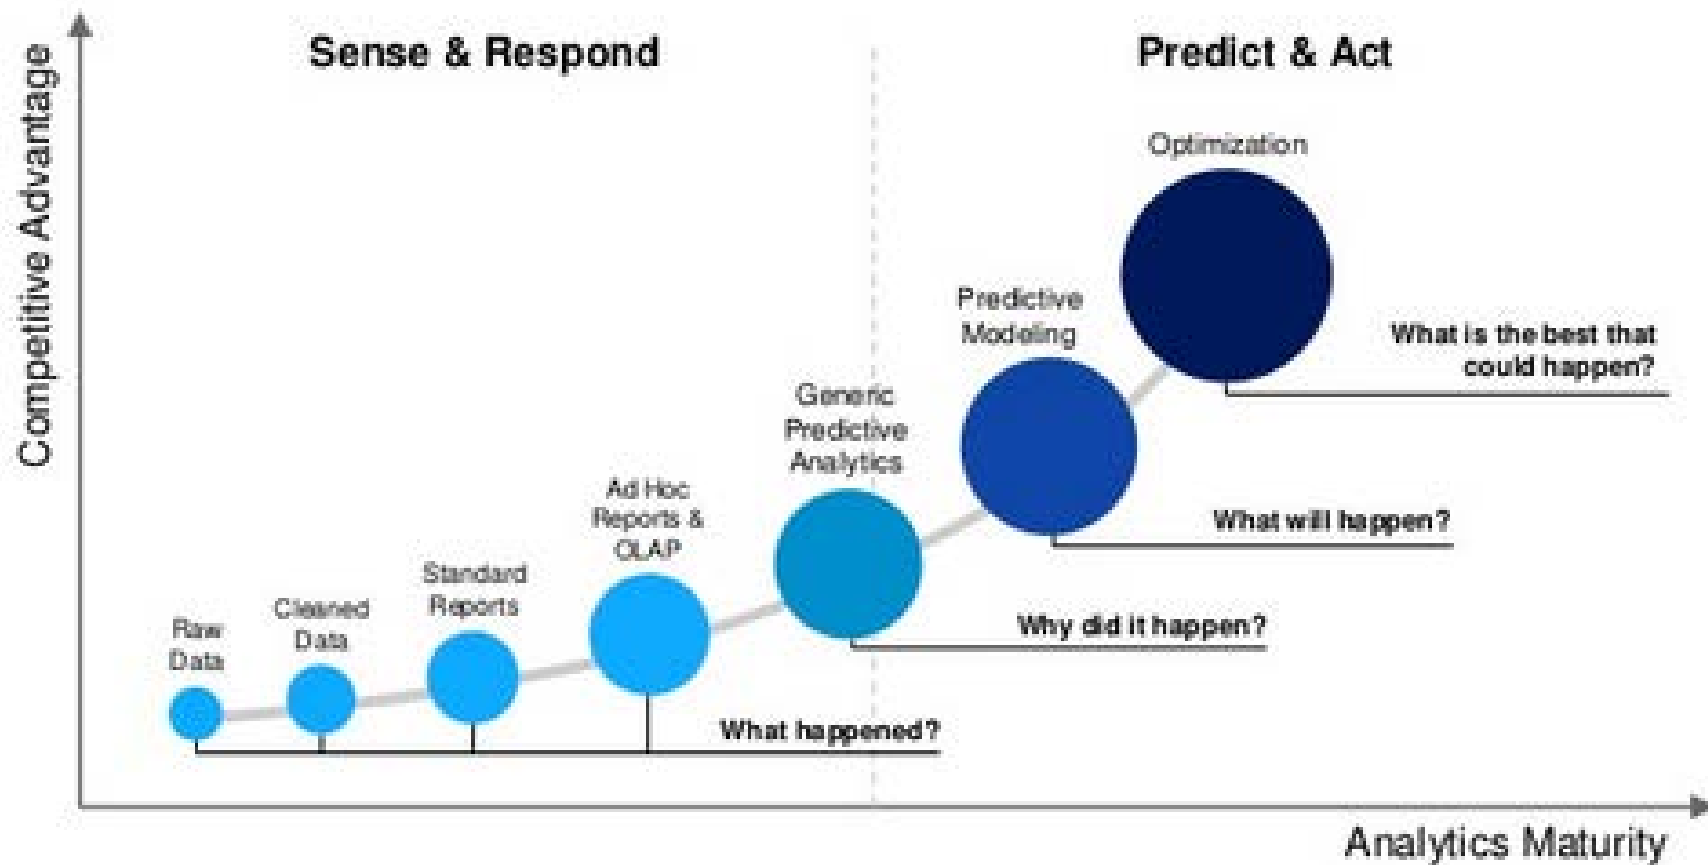 Sense & Respond
Predict & Act
Competitive Advantage
Optimization
Predictive
Modeling
What is the best that
could happen?
Generic
Predictive
Analytics
Ad Hoc
Reports &
OLAP
What will happen?
Standard
Reports
Cleaned
Data
Raw
Data
Why did it happen?
What happened?
Analytics Maturity